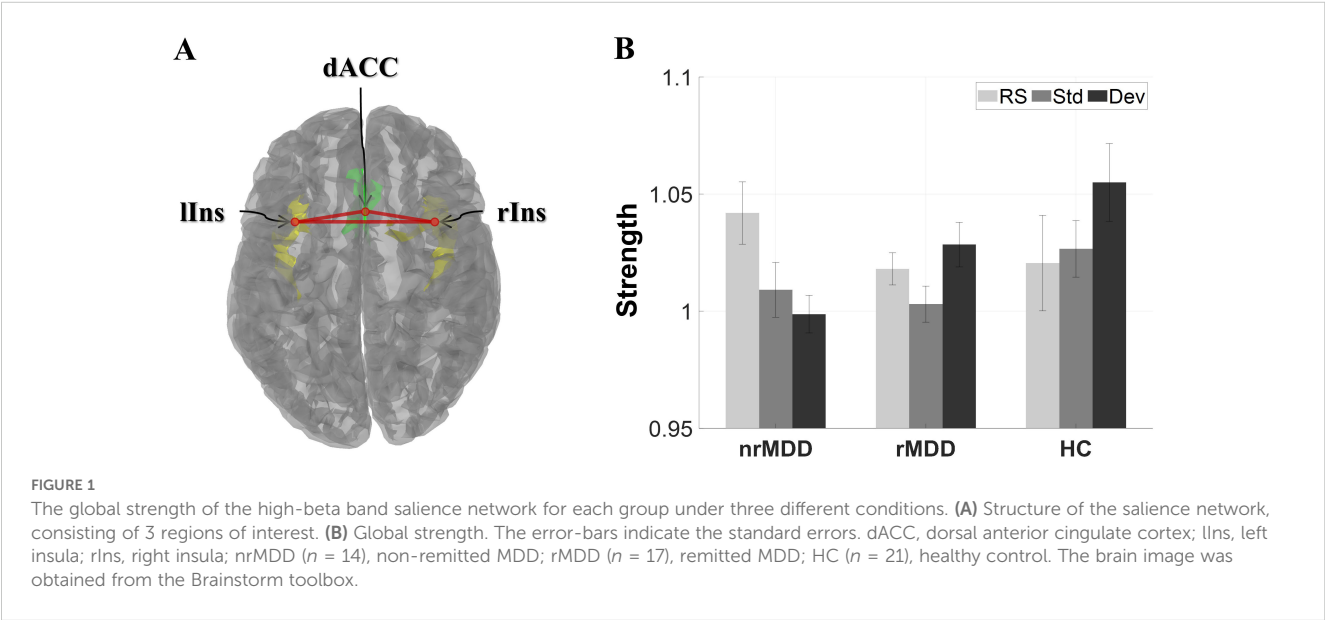 A
dACC
lIns
rIns
B
1.1
1.05
1
0.95
Strength
RS Std Dev
nrMDD rMDD HC
FIGURE 1
The global strength of the high-beta band salience network for each group under three different conditions. (A) Structure of the salience network,
consisting of 3 regions of interest. (B) Global strength. The error-bars indicate the standard errors. dACC, dorsal anterior cingulate cortex; lIns, left
insula; rIns, right insula; nrMDD (n = 14), non-remitted MDD; rMDD (n = 17), remitted MDD; HC (n = 21), healthy control. The brain image was
obtained from the Brainstorm toolbox.